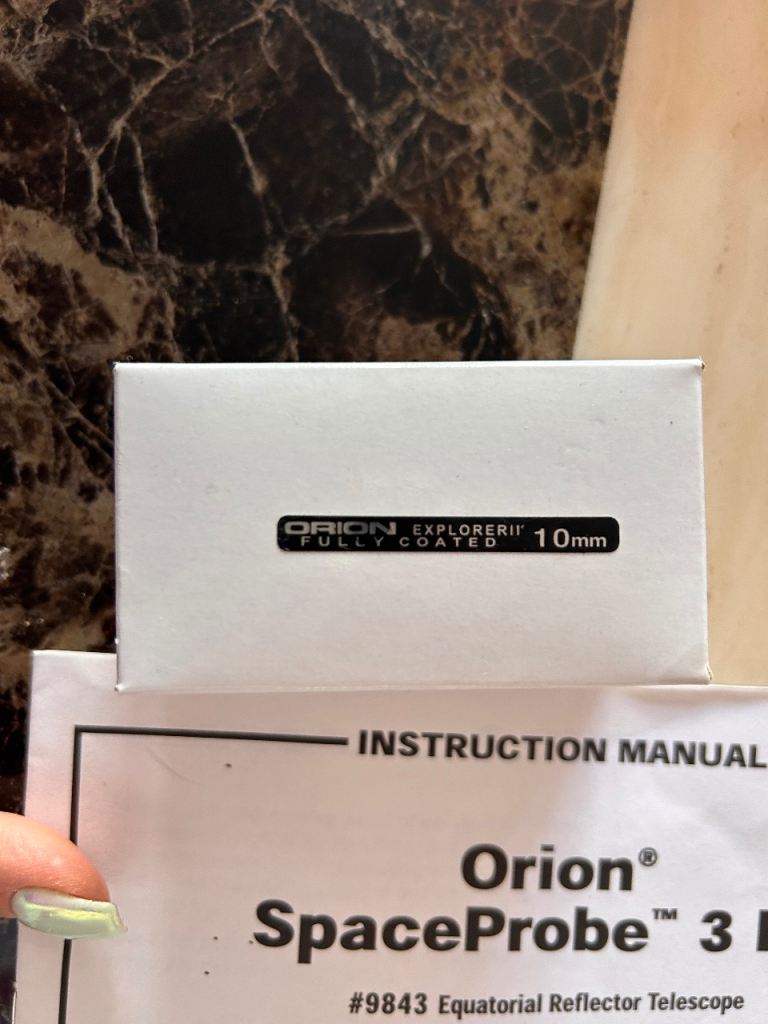 ORION EXPLORERII® 10mm
FULLY COATED
INSTRUCTION MANUAL
Orion®
SpaceProbe™ 3
#9843 Equatorial Reflector Telescope